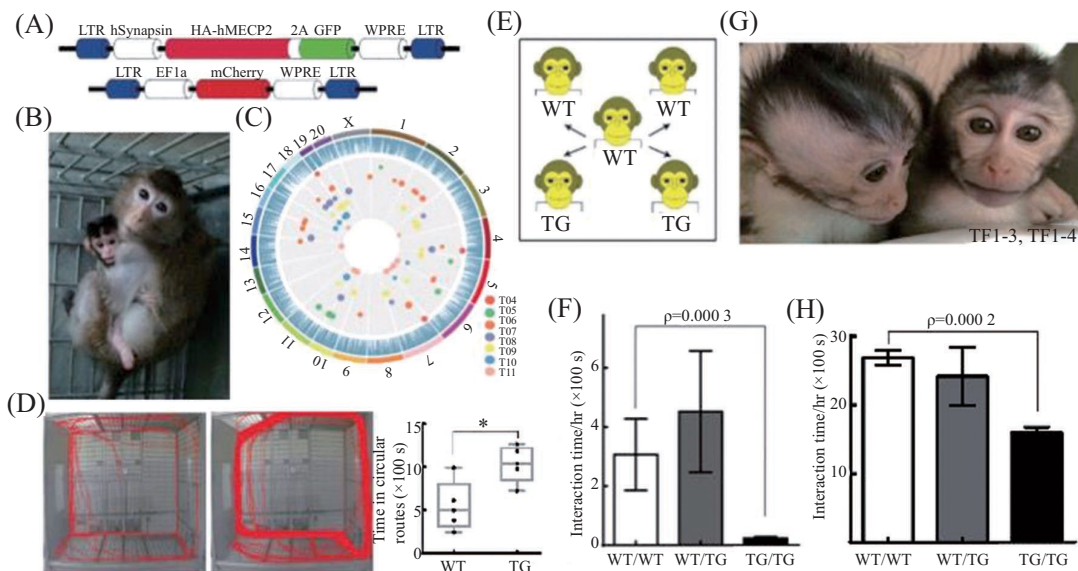 (A)
LTR hSynapsin HA-hMECP2 2A GFP WPRE LTR
LTR EF1a mCherry WPRE LTR
(B)
(C)
1
2
3
4
5
6
7
8
9
10
11
12
13
14
15
16
17
18
19
20
X
T04
T05
T06
T07
T08
T09
T10
T11
(D)
Time in circular
routes (×100 s)
15
10
5
0
*
WT TG
(E)
WT WT
WT
TG TG
(F)
ρ=0.000 3
Interaction time/hr (×100 s)
6
4
2
0
WT/WT WT/TG TG/TG
(G)
TF1-3, TF1-4
(H)
ρ=0.000 2
Interaction time/hr (×100 s)
30
20
10
WT/WT WT/TG TG/TG